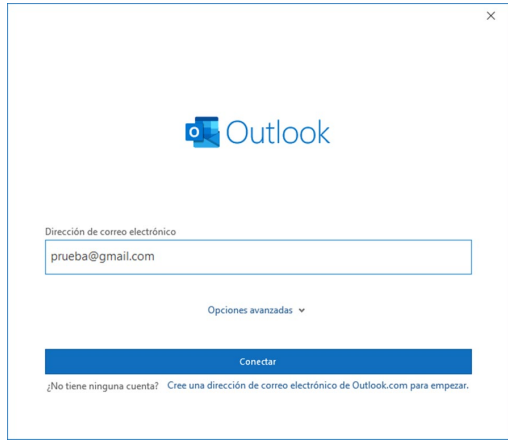 Outlook
Dirección de correo electrónico
prueba@gmail.com
Opciones avanzadas
Conectar
¿No tiene ninguna cuenta? Cree una dirección de correo electrónico de Outlook.com para empezar.